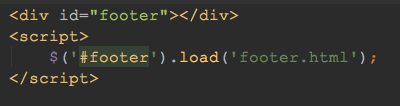 <div id="footer"></div>
<script>
    $('#footer').load('footer.html');
</script>